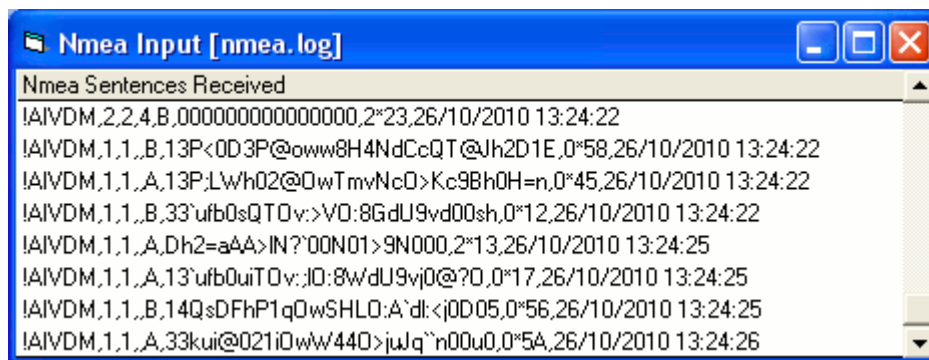 Nmea Input [nmea.log]
Nmea Sentences Received
!AIVDM,2,2,4,B,000000000000000,2*23,26/10/2010 13:24:22
!AIVDM,1,1,,B,13P<0D3P@oww8H4NdCcQT@Jh2D1E,0*58,26/10/2010 13:24:22
!AIVDM,1,1,,A,13P;LWh02@OwTmvNcO>Kc9Bh0H=n,0*45,26/10/2010 13:24:22
!AIVDM,1,1,,B,33`ufb0sQTOv:>VO:8GdU9vd00sh,0*12,26/10/2010 13:24:22
!AIVDM,1,1,,A,Dh2=aAA>IN?`00N01>9N000,2*13,26/10/2010 13:24:25
!AIVDM,1,1,,A,13`ufb0uiTOv:;JO:8WdU9vj0@?O,0*17,26/10/2010 13:24:25
!AIVDM,1,1,,B,14QsDFhP1qOwSHLO:A`dI:<j0D05,0*56,26/10/2010 13:24:25
!AIVDM,1,1,,A,33kui@021iOwW44O>juJq``n00u0,0*5A,26/10/2010 13:24:26